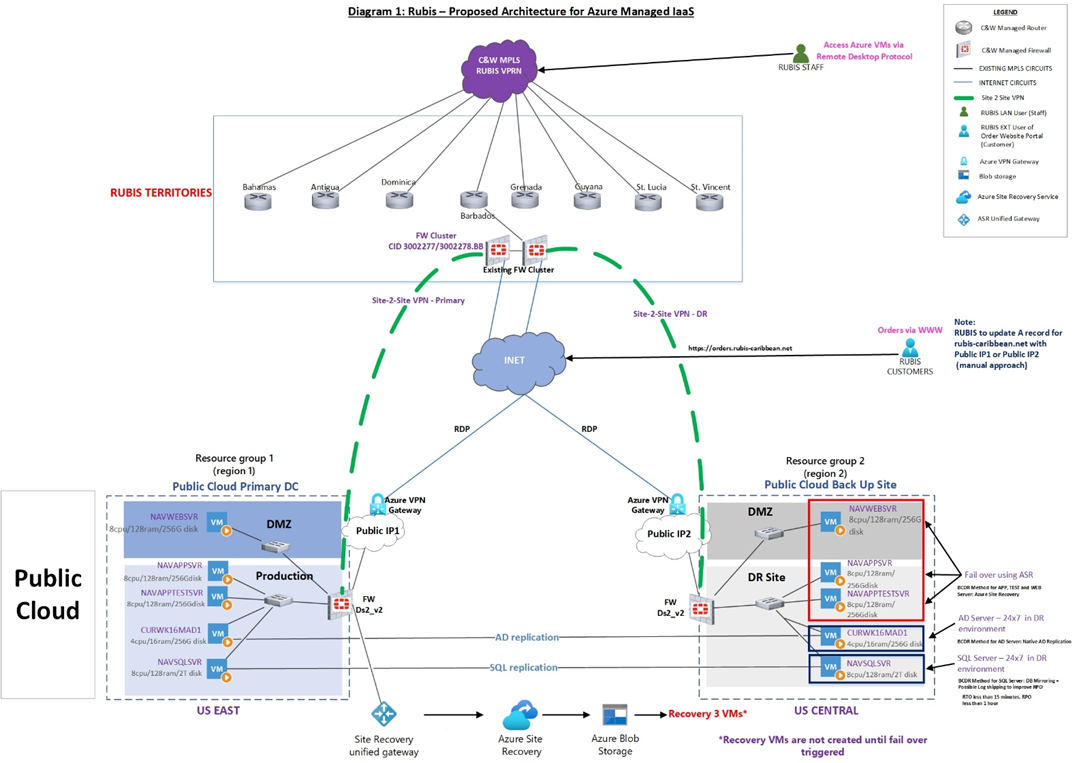 Diagram 1: Rubis – Proposed Architecture for Azure Managed IaaS
LEGEND
C&W Managed Router
C&W Managed Firewall
EXISTING MPLS CIRCUITS
INTERNET CIRCUITS
Site 2 Site VPN
RUBIS LAN User (Staff)
RUBIS EXT User of
Order Website Portal
(Customer)
Azure VPN Gateway
Blob storage
Azure Site Recovery Service
ASR Unified Gateway
C&W MPLS
RUBIS VPRN
RUBIS STAFF
Access Azure VMs via
Remote Desktop Protocol
RUBIS TERRITORIES
Bahamas
Antigua
Dominica
Barbados
Grenada
Guyana
St. Lucia
St. Vincent
FW Cluster
CID 3002277/3002278.BB
Existing FW Cluster
Site-2-Site VPN - Primary
Site-2-Site VPN - DR
INET
https://orders.rubis-caribbean.net
Orders via WWW
RUBIS
CUSTOMERS
Note:
RUBIS to update A record for
rubis-caribbean.net with
Public IP1 or Public IP2
(manual approach)
RDP
RDP
Resource group 1
(region 1)
Public Cloud Primary DC
Azure VPN
Gateway
Public IP1
Azure VPN
Gateway
Public IP2
Resource group 2
(region 2)
Public Cloud Back Up Site
Public
Cloud
NAVWEBSVR
8cpu/128ram/256G disk
DMZ
NAVAPPSVR
8cpu/128ram/256Gdisk
Production
NAVAPPTESTSVR
8cpu/128ram/256Gdisk
CURWK16MAD1
4cpu/16ram/256G disk
NAVSQLSVR
8cpu/128ram/2T disk
FW
Ds2_v2
US EAST
AD replication
SQL replication
FW
Ds2_v2
DMZ
NAVWEBSVR
8cpu/128ram/256G
disk
DR Site
NAVAPPSVR
8cpu/128ram/
256Gdisk
NAVAPPTESTSVR
8cpu/128ram/
256Gdisk
CURWK16MAD1
4cpu/16ram/256G disk
NAVSQLSVR
8cpu/128ram/2T disk
US CENTRAL
Fail over using ASR
BCDR Method for APP, TEST and WEB
Server: Azure Site Recovery
AD Server – 24x7 in DR
environment
BCDR Method for AD Server: Native AD Replication
SQL Server – 24x7 in DR
environment
BCDR Method for SQL Server: DB Mirroring +
Possible Log shipping to improve RPO
RTO less than 15 minutes. RPO
less than 1 hour
Site Recovery
unified gateway
Azure Site
Recovery
Azure Blob
Storage
Recovery 3 VMs*
*Recovery VMs are not created until fail over
triggered